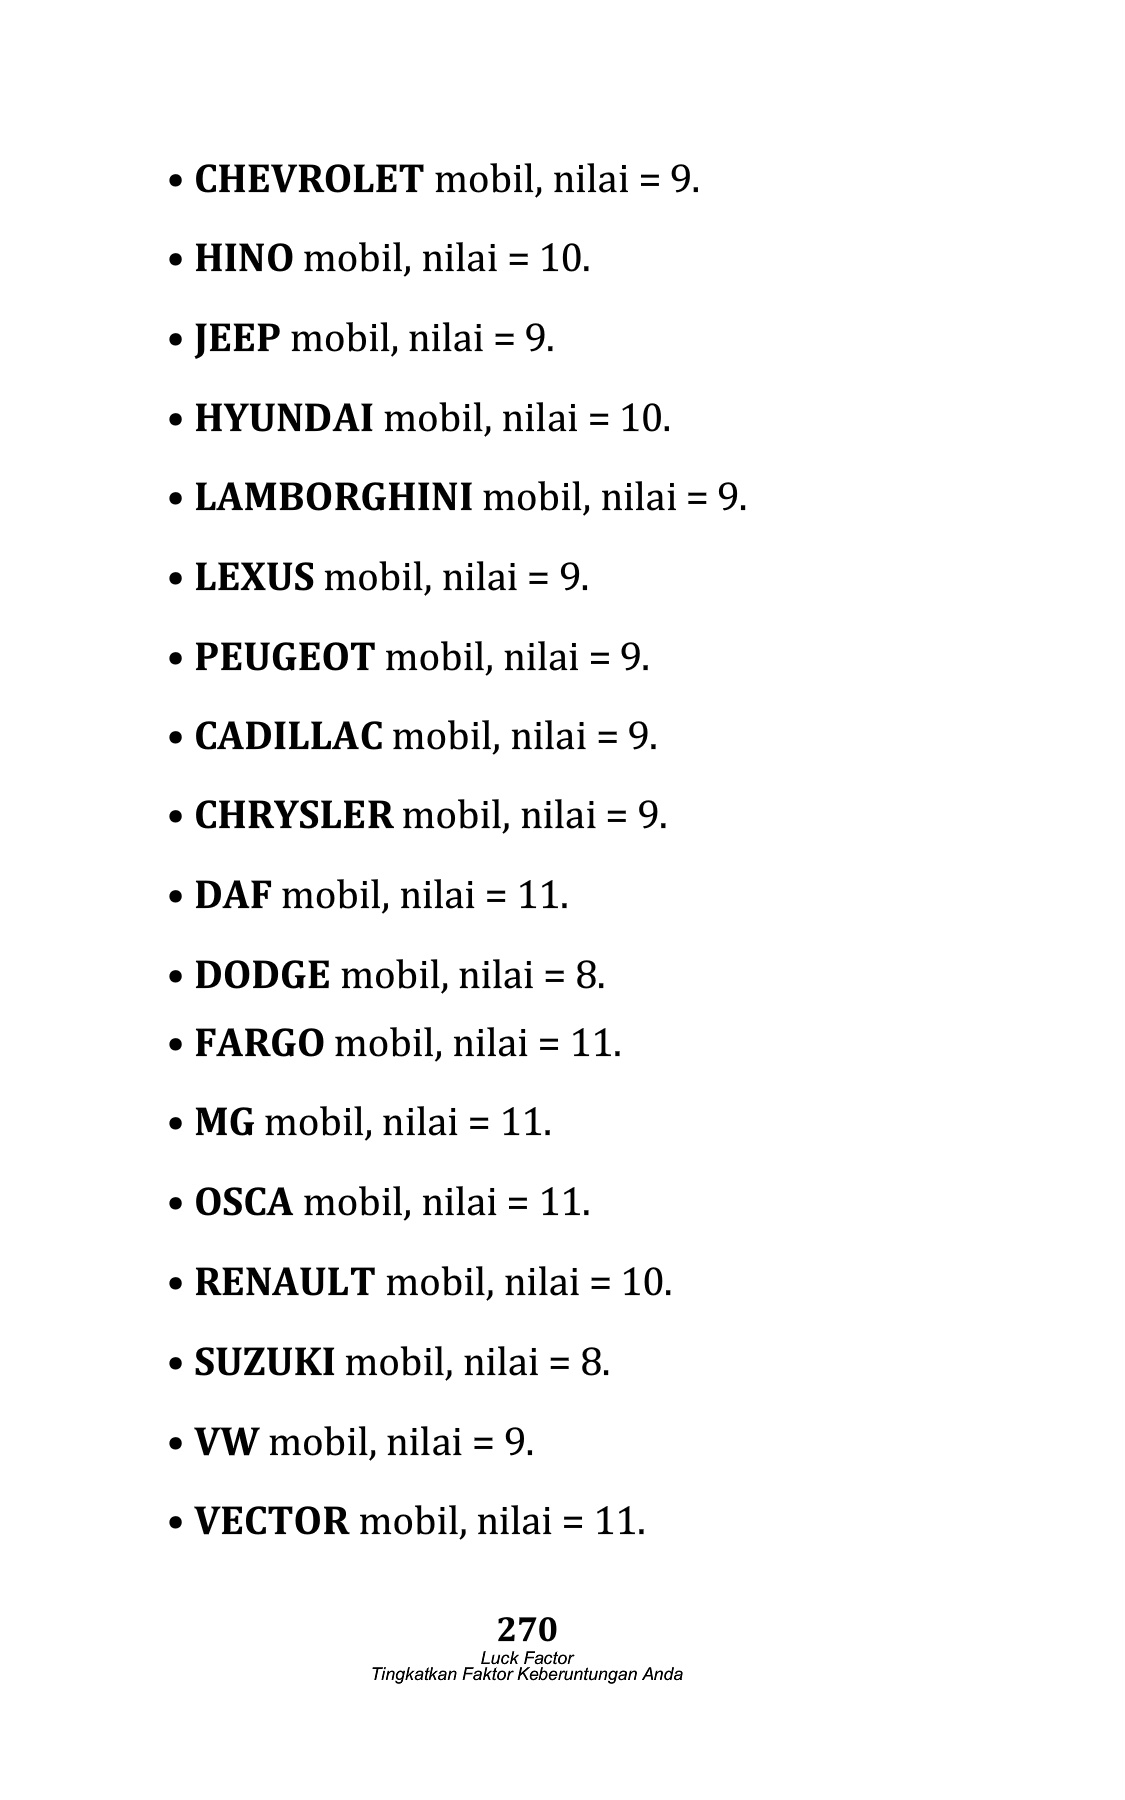 • CHEVROLET mobil, nilai = 9.
• HINO mobil, nilai = 10.
• JEEP mobil, nilai = 9.
• HYUNDAI mobil, nilai = 10.
• LAMBORGHINI mobil, nilai = 9.
• LEXUS mobil, nilai = 9.
• PEUGEOT mobil, nilai = 9.
• CADILLAC mobil, nilai = 9.
• CHRYSLER mobil, nilai = 9.
• DAF mobil, nilai = 11.
• DODGE mobil, nilai = 8.
• FARGO mobil, nilai = 11.
• MG mobil, nilai = 11.
• OSCA mobil, nilai = 11.
• RENAULT mobil, nilai = 10.
• SUZUKI mobil, nilai = 8.
• VW mobil, nilai = 9.
• VECTOR mobil, nilai = 11.
270
Luck Factor
Tingkatkan Faktor Keberuntungan Anda